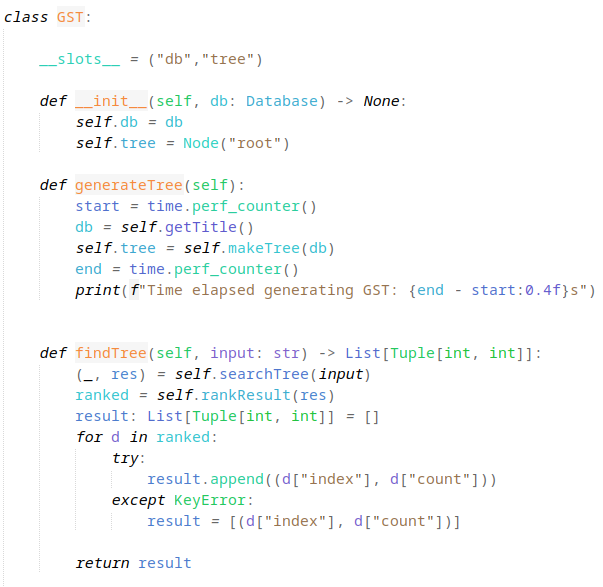 class GST:
    __slots__ = ("db","tree")
    def __init__(self, db: Database) -> None:
        self.db = db
        self.tree = Node("root")
    def generateTree(self):
        start = time.perf_counter()
        db = self.getTitle()
        self.tree = self.makeTree(db)
        end = time.perf_counter()
        print(f"Time elapsed generating GST: {end - start:0.4f}s")
    def findTree(self, input: str) -> List[Tuple[int, int]]:
        (_, res) = self.searchTree(input)
        ranked = self.rankResult(res)
        result: List[Tuple[int, int]] = []
        for d in ranked:
            try:
                result.append((d["index"], d["count"]))
            except KeyError:
                result = [(d["index"], d["count"])]
        return result